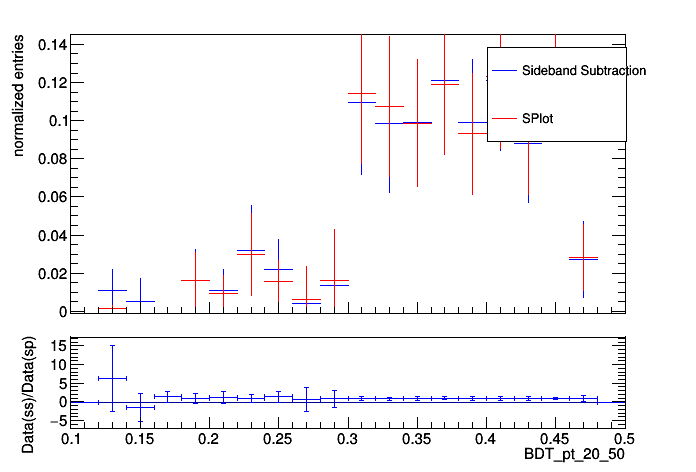 normalized entries
0.14
0.12
0.1
0.08
0.06
0.04
0.02
0
Sideband Subtraction
SPlot
Data(ss)/Data(sp)
15
10
5
0
−5
0.1 0.15 0.2 0.25 0.3 0.35 0.4 0.45 0.5
BDT_pt_20_50